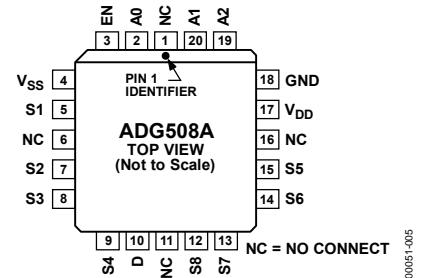 EN A0 NC A1 A2
3 2 1 20 19
PIN 1
IDENTIFIER
VSS 4
S1 5
NC 6
S2 7
S3 8
18 GND
17 VDD
16 NC
15 S5
14 S6
ADG508A
TOP VIEW
(Not to Scale)
9 10 11 12 13
S4 D NC S8 S7
NC = NO CONNECT
00051-005